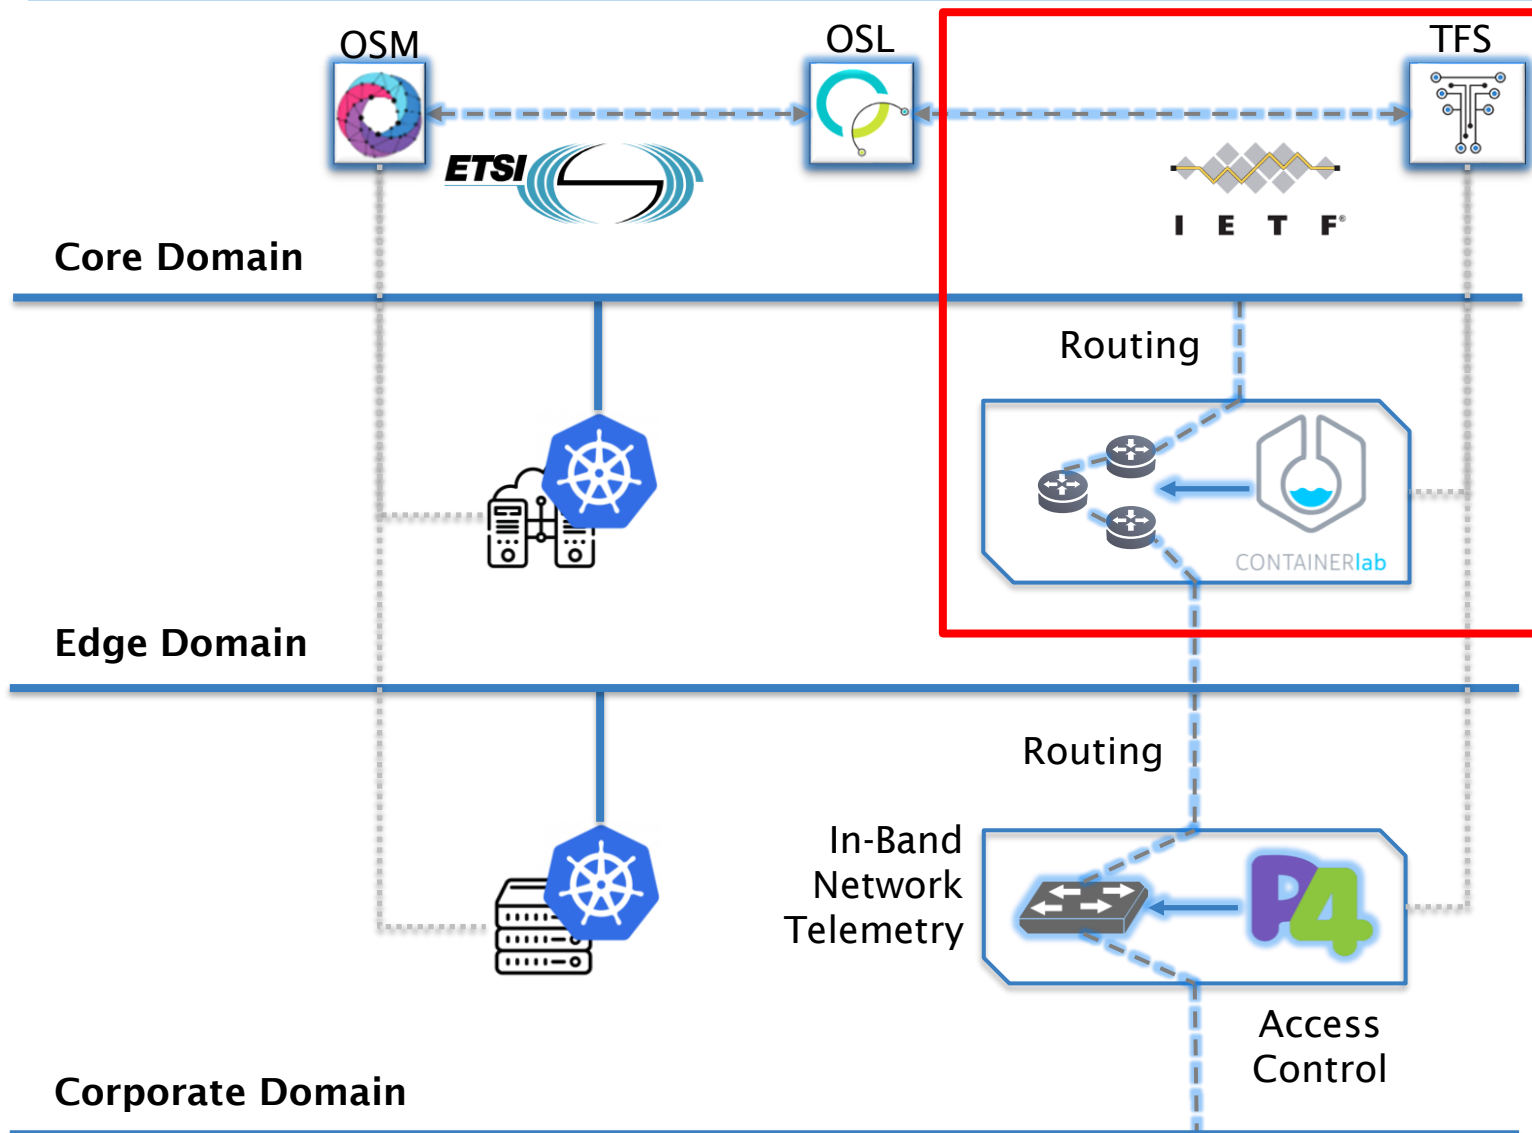 OSM
OSL
TFS
ETSI
IETF®
Core Domain
Routing
CONTAINERlab
Edge Domain
Routing
In-Band
Network
Telemetry
P4
Access
Control
Corporate Domain